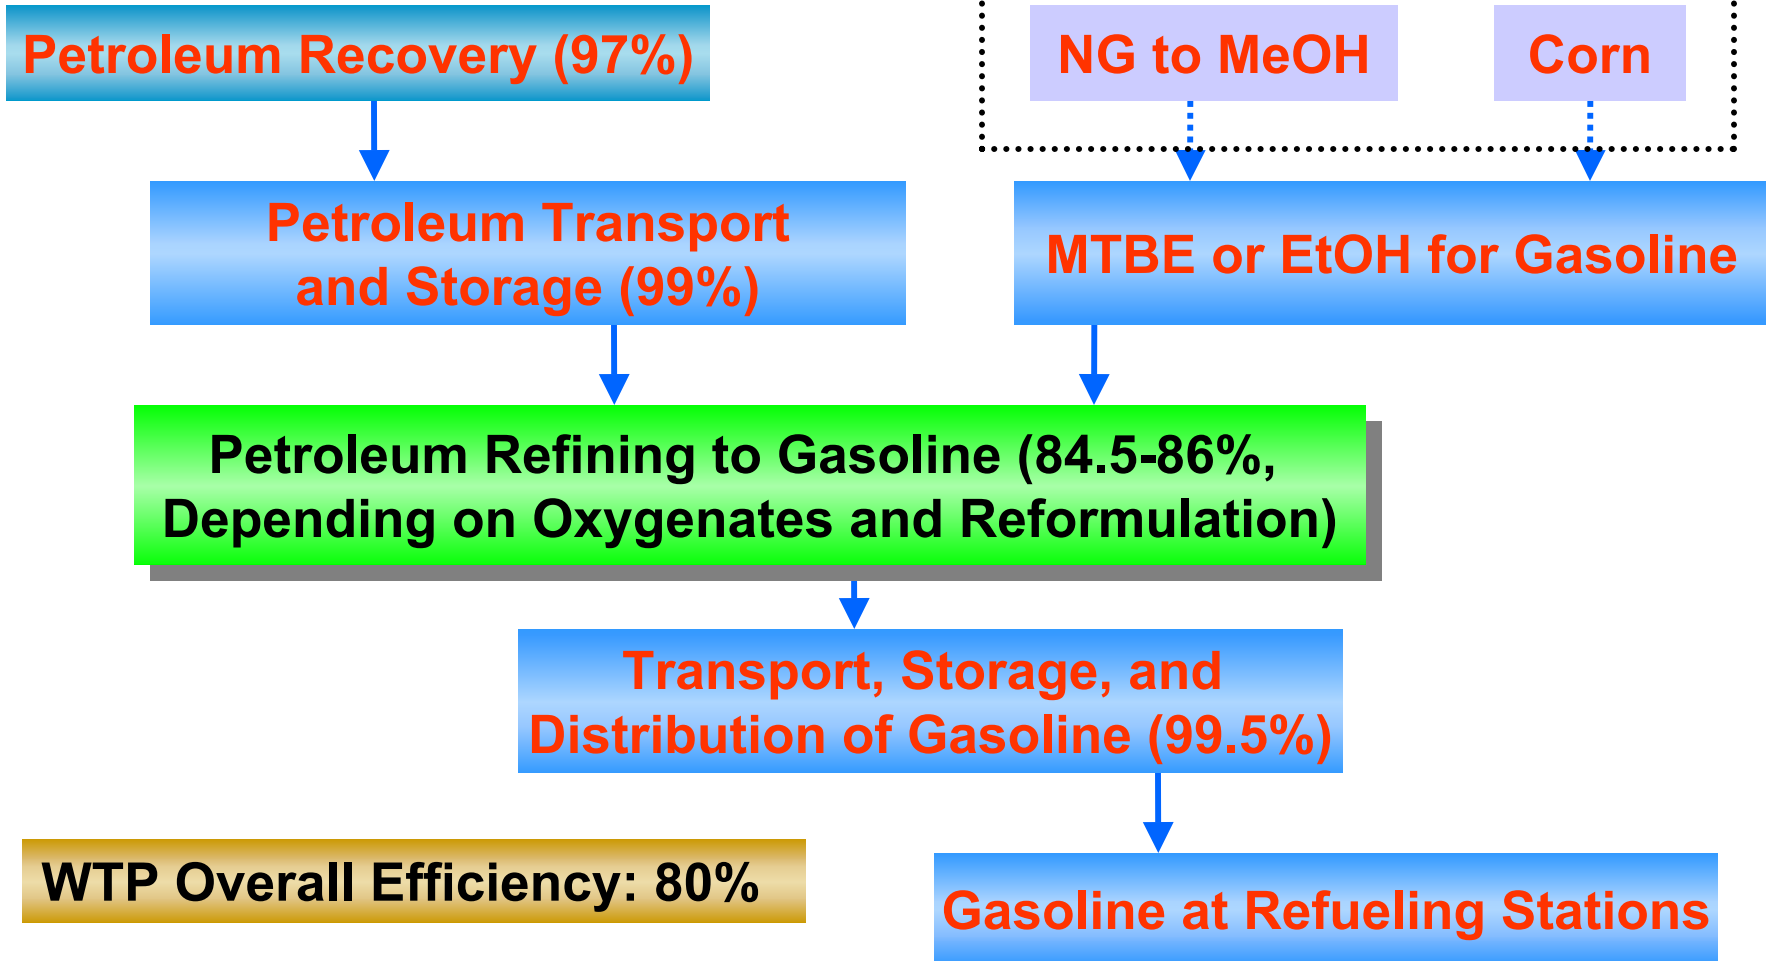 Petroleum Recovery (97%)
NG to MeOH
Corn
Petroleum Transport
and Storage (99%)
MTBE or EtOH for Gasoline
Petroleum Refining to Gasoline (84.5-86%,
Depending on Oxygenates and Reformulation)
Transport, Storage, and
Distribution of Gasoline (99.5%)
WTP Overall Efficiency: 80%
Gasoline at Refueling Stations